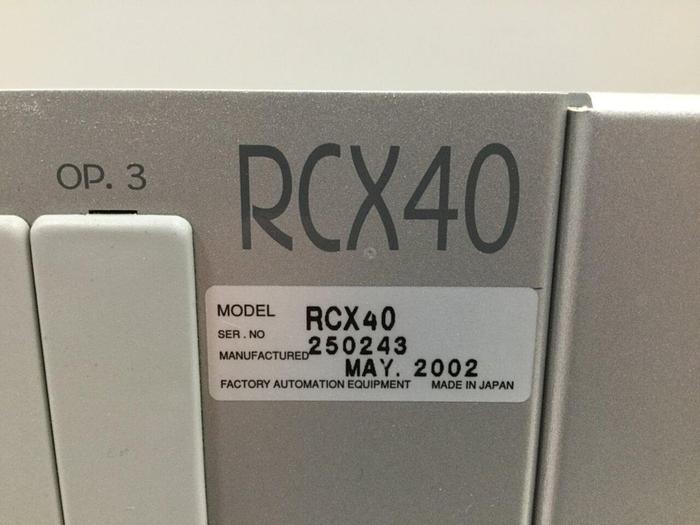 OP. 3
RCX40
MODEL RCX40
SER. NO 250243
MANUFACTURED MAY. 2002
FACTORY AUTOMATION EQUIPMENT MADE IN JAPAN